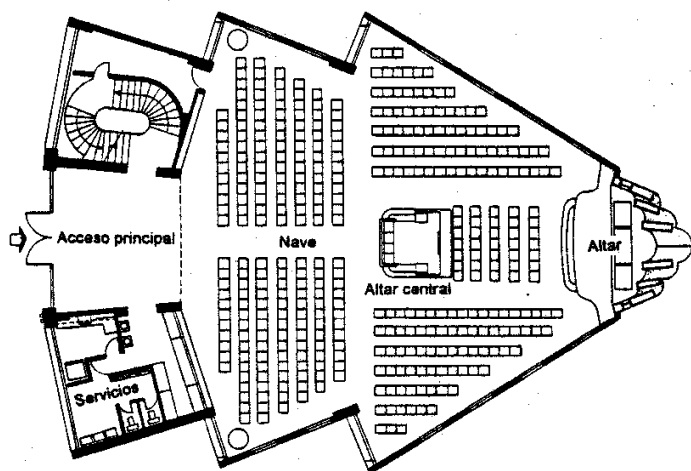 Acceso principal
Nave
Altar
Altar central
Servicios